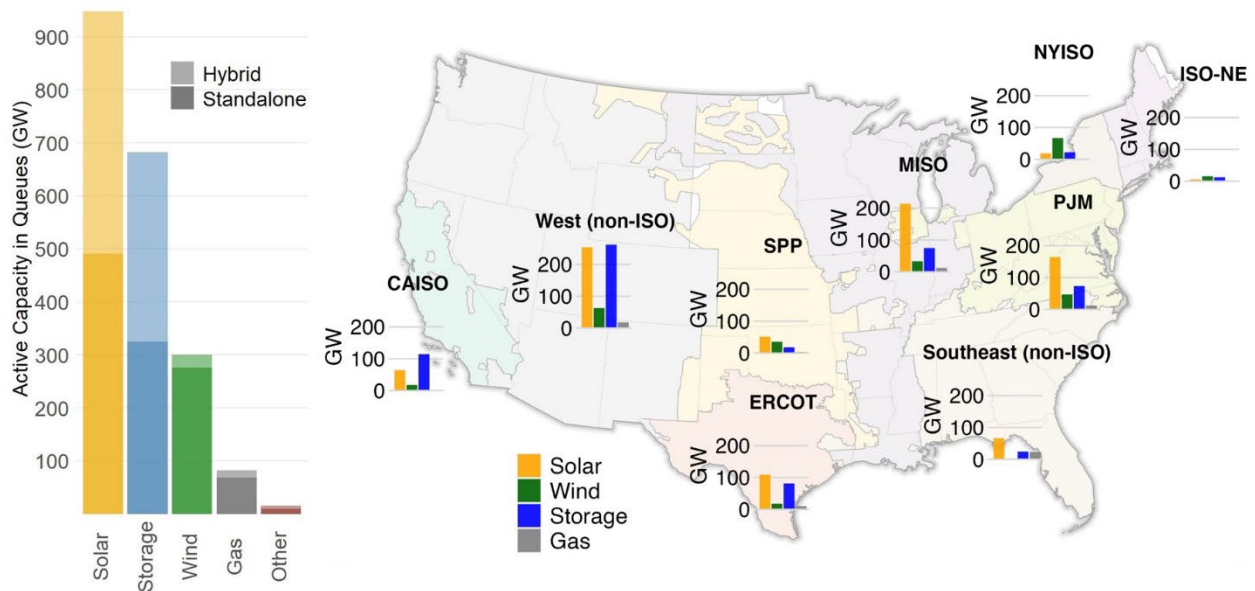 Active Capacity in Queues (GW)
900
800
700
600
500
400
300
200
100
Solar
Storage
Wind
Gas
Other
Hybrid
Standalone
NYISO
GW
200
100
0
ISO-NE
GW
200
100
0
MISO
GW
200
100
0
PJM
GW
200
100
0
West (non-ISO)
GW
200
100
0
SPP
GW
200
100
0
CAISO
GW
200
100
0
Southeast (non-ISO)
GW
200
100
0
ERCOT
GW
200
100
0
Solar
Wind
Storage
Gas